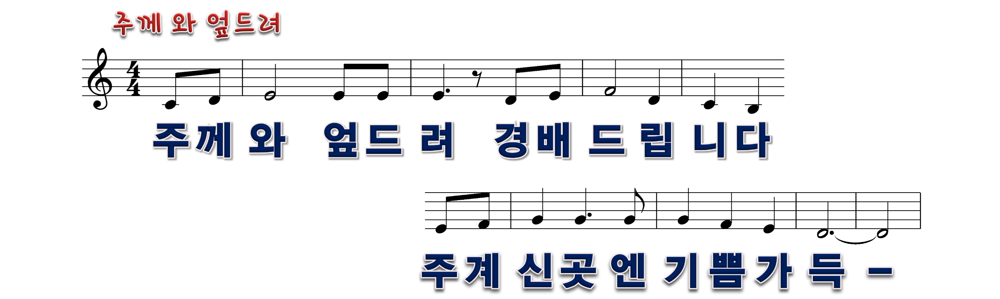 주께 와 엎드려
4
4
주께 와 엎드 려 경배 드 립 니다
주계 신곳 엔 기쁨가 득 -